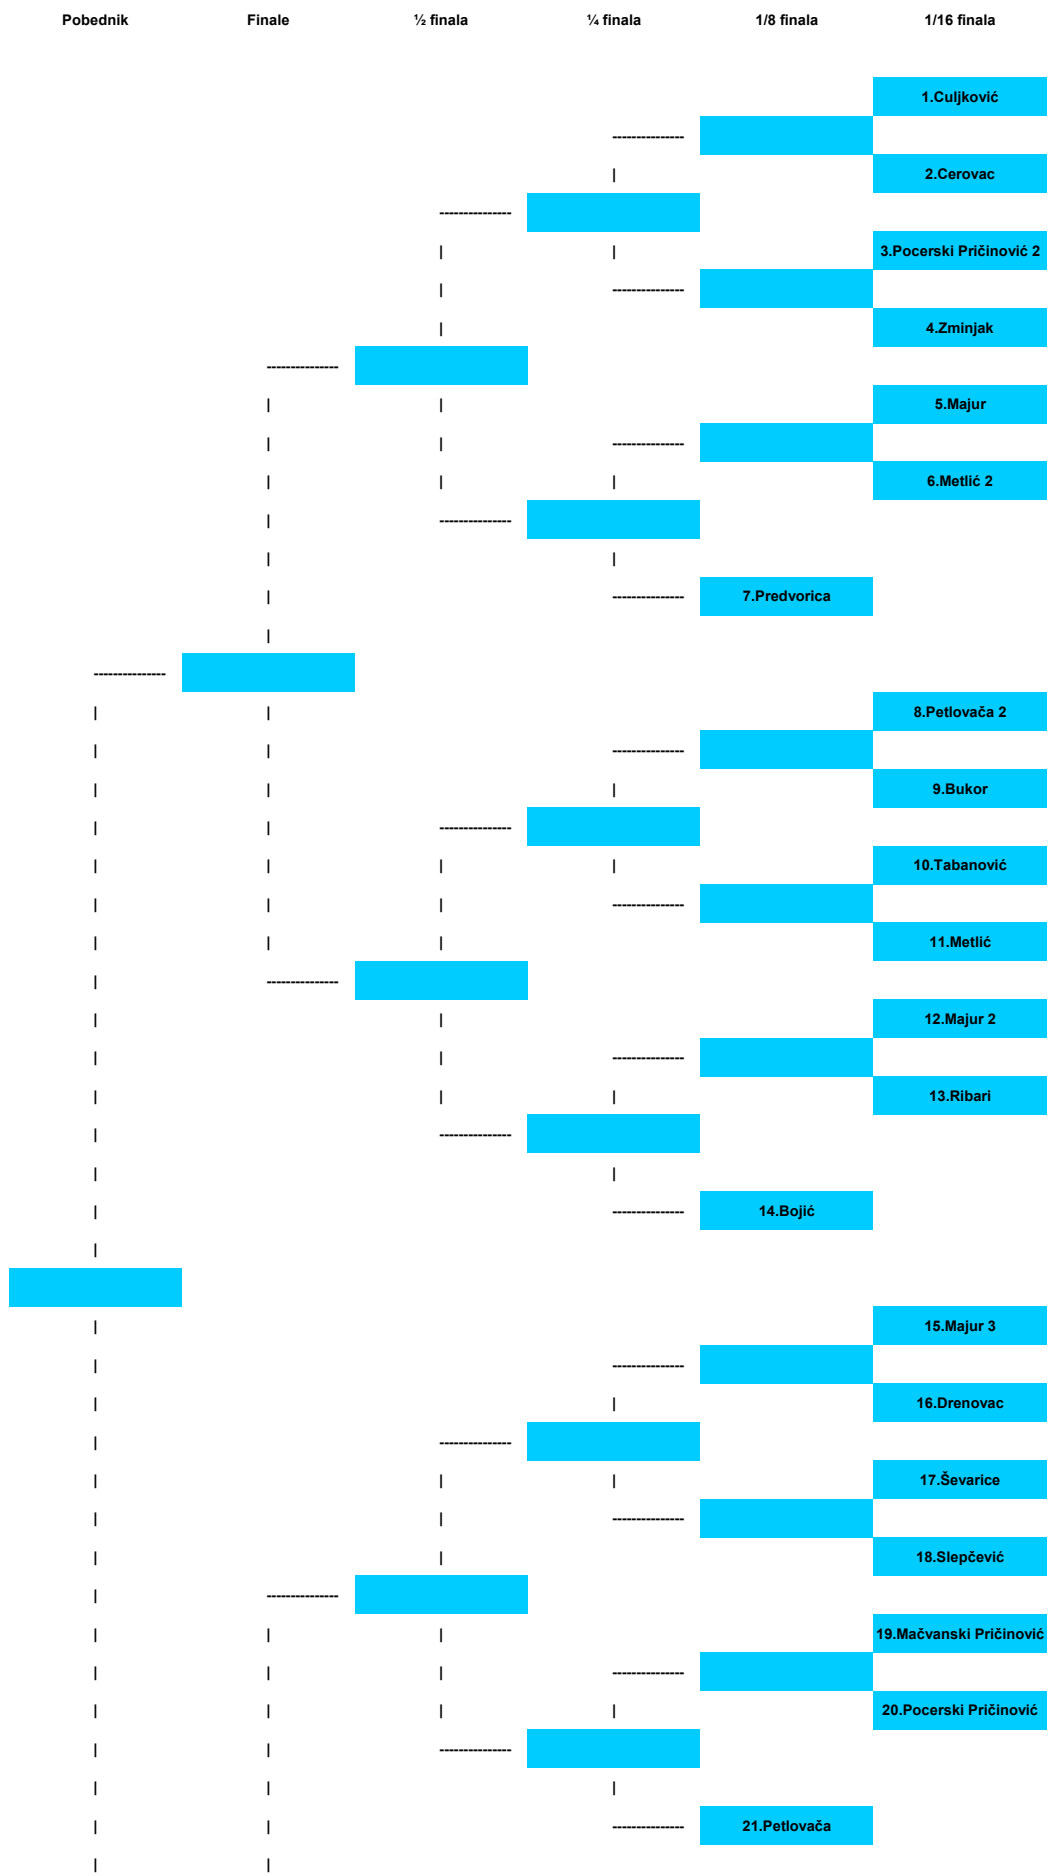 Pobednik Finale ½ finala ¼ finala 1/8 finala 1/16 finala
1.Culjković
2.Cerovac
3.Pocerski Pričinović 2
4.Zminjak
5.Majur
6.Metlić 2
7.Predvorica
8.Petlovača 2
9.Bukor
10.Tabanović
11.Metlić
12.Majur 2
13.Ribari
14.Bojić
15.Majur 3
16.Drenovac
17.Ševarice
18.Slepčević
19.Mačvanski Pričinović
20.Pocerski Pričinović
21.Petlovača